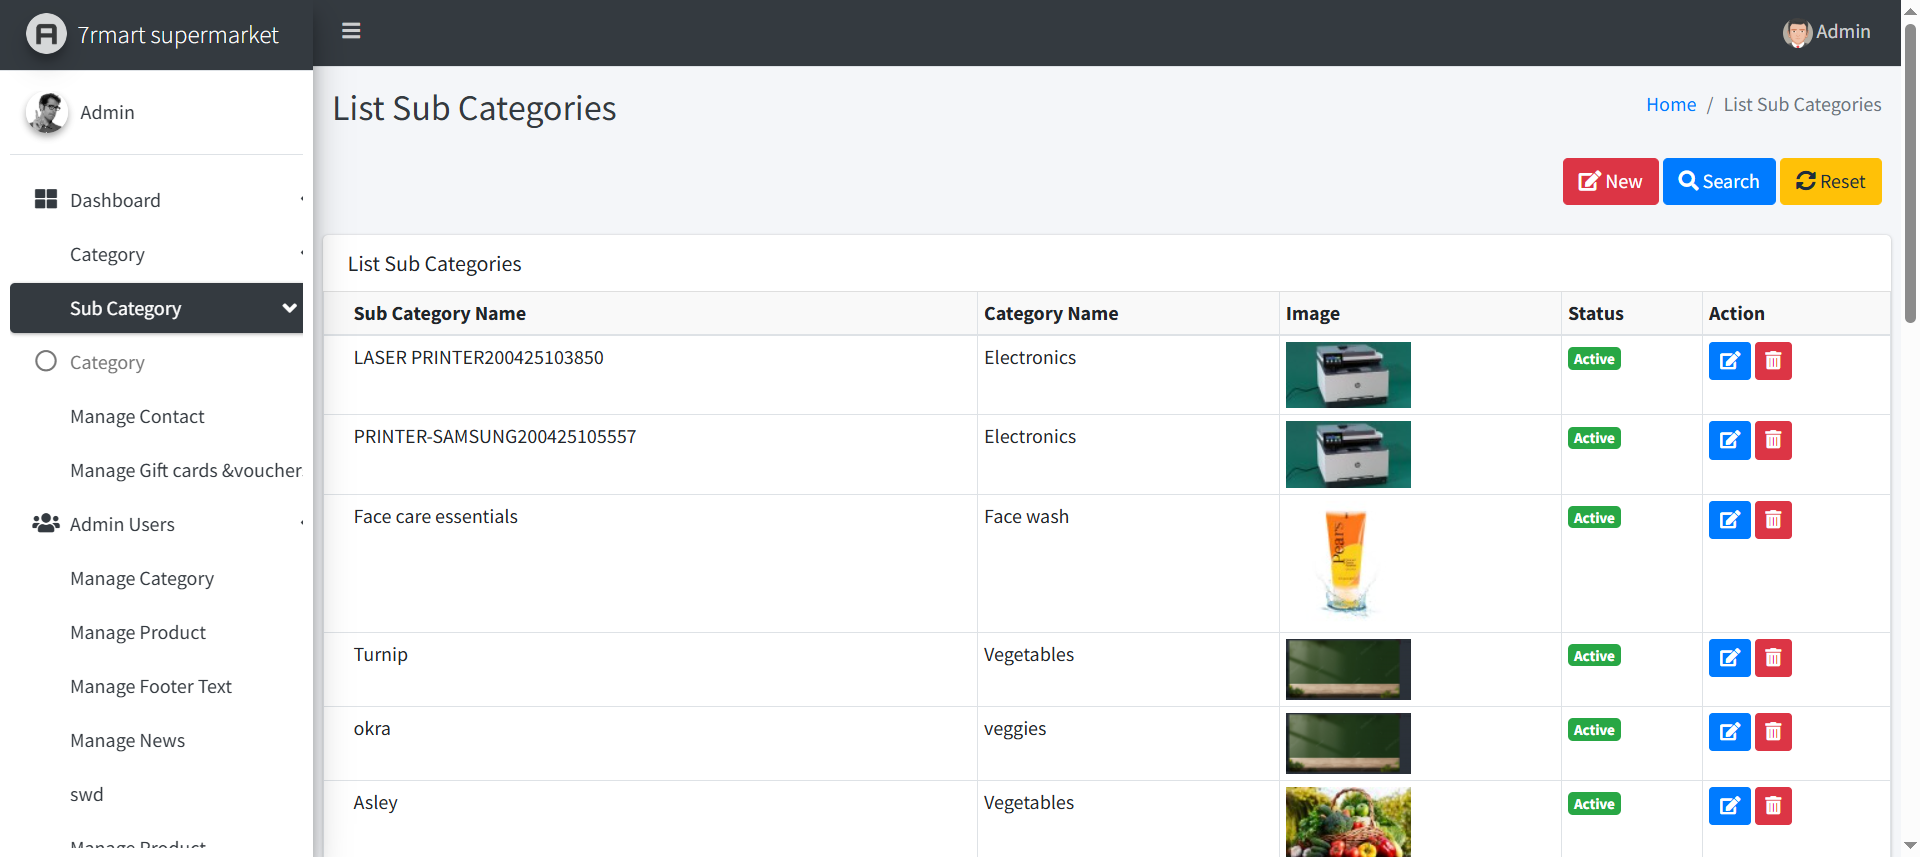 7rmart supermarket
Admin
Admin
Dashboard
Category
Sub Category
Category
Manage Contact
Manage Gift cards &voucher
Admin Users
Manage Category
Manage Product
Manage Footer Text
Manage News
swd
Manage Product
List Sub Categories
Home / List Sub Categories
New Search Reset
List Sub Categories
Sub Category Name Category Name Image Status Action
LASER PRINTER200425103850 Electronics Active
PRINTER-SAMSUNG200425105557 Electronics Active
Face care essentials Face wash Pears Active
Turnip Vegetables Active
okra veggies Active
Asley Vegetables Active